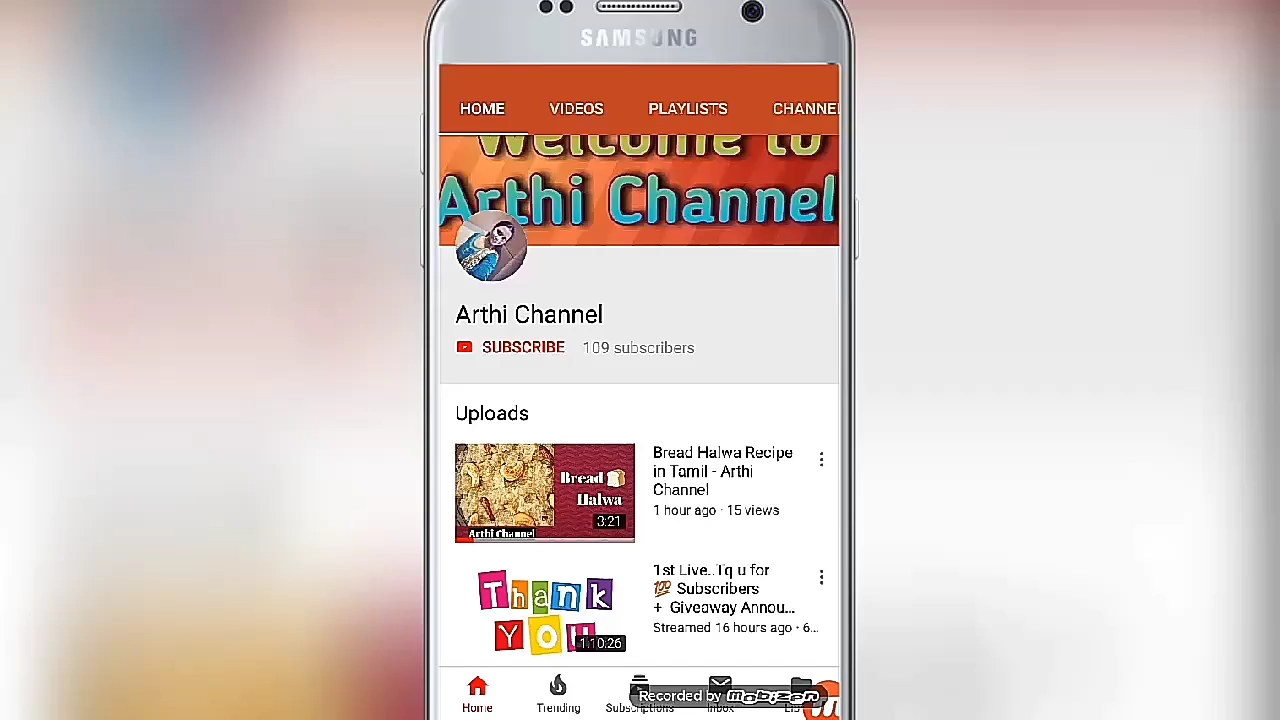 SAMSUNG
HOME VIDEOS PLAYLISTS CHANNEL
Welcome to
Arthi Channel
Arthi Channel
SUBSCRIBE 109 subscribers
Uploads
Bread
Halwa
3:21
Arthi Channel
Bread Halwa Recipe
in Tamil - Arthi
Channel
1 hour ago · 15 views
Thank
You
1:10:26
1st Live..Tq u for
💯 Subscribers
+ Giveaway Annou...
Streamed 16 hours ago · 6...
Home Trending Subscriptions Inbox
Recorded by Mobizen